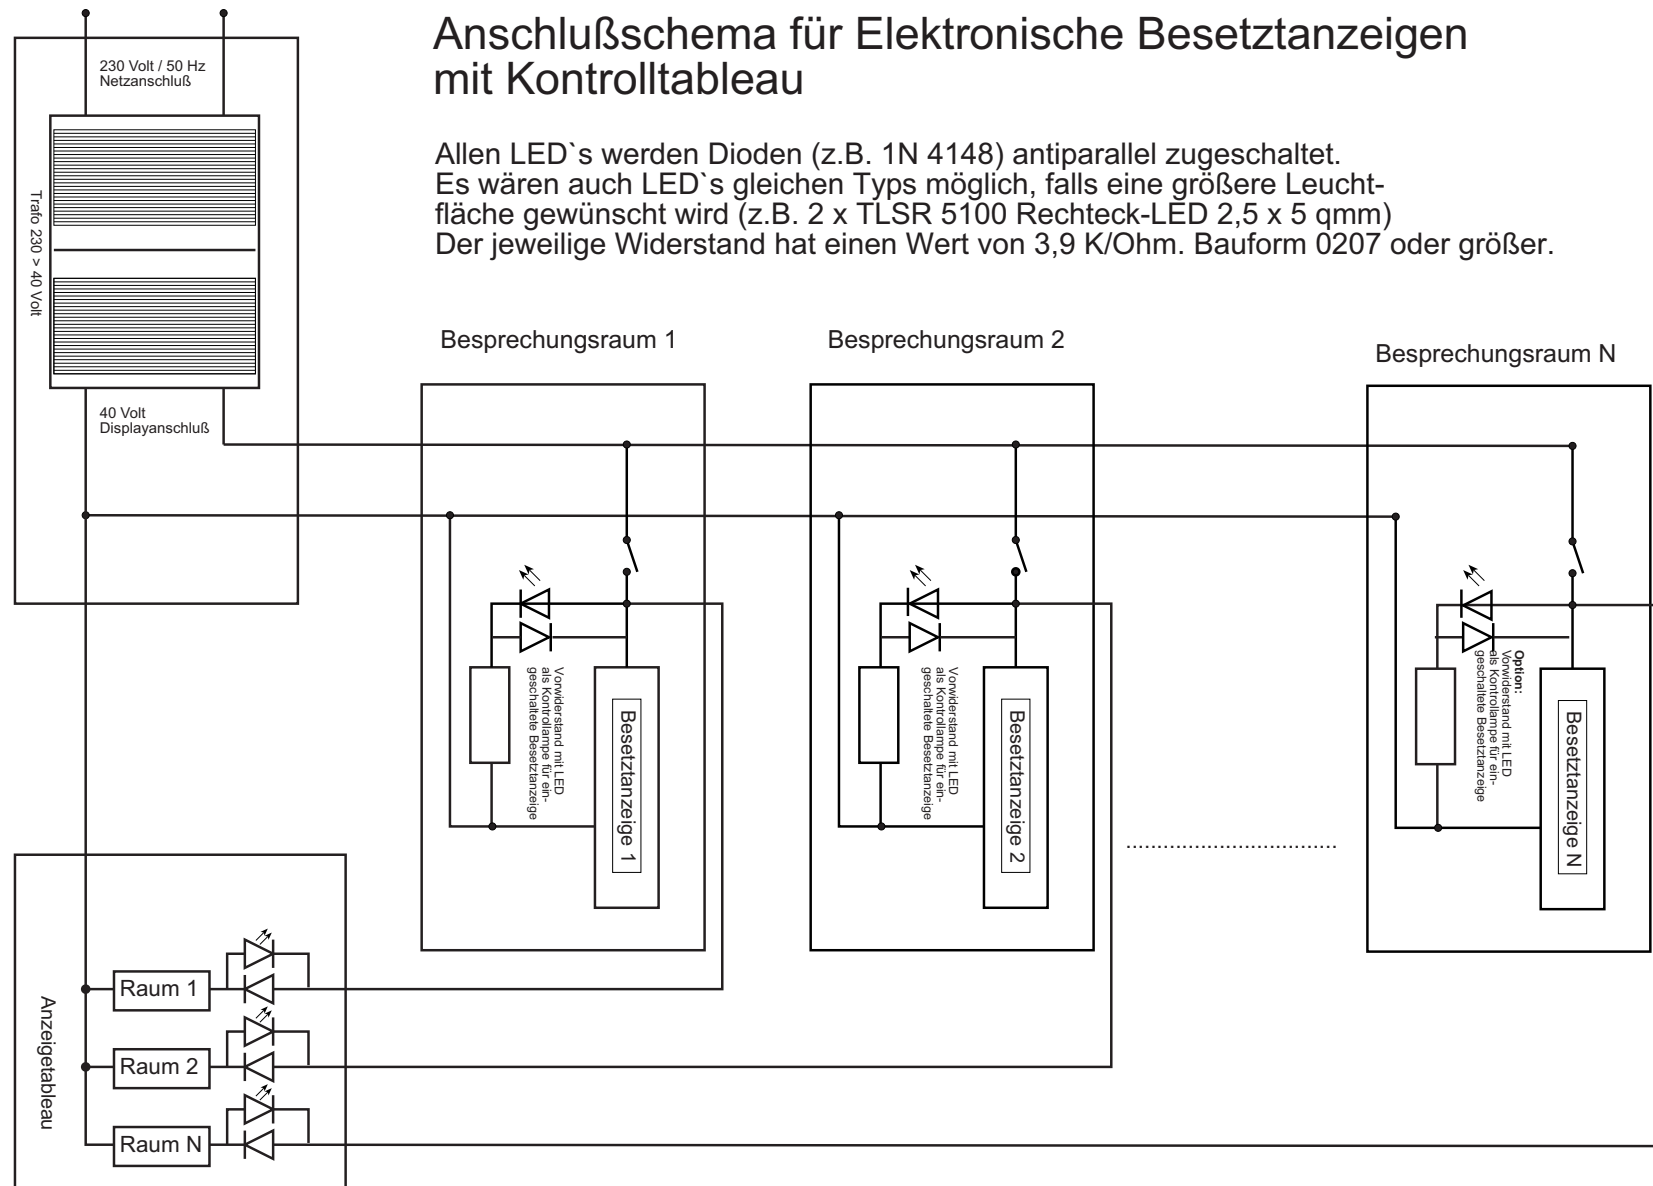 Anschlußschema für Elektronische Besetztanzeigen
mit Kontrolltableau
230 Volt / 50 Hz
Netzanschluß
Trafo 230 > 40 Volt
40 Volt
Displayanschluß
Allen LED`s werden Dioden (z.B. 1N 4148) antiparallel zugeschaltet.
Es wären auch LED`s gleichen Typs möglich, falls eine größere Leucht-
fläche gewünscht wird (z.B. 2 x TLSR 5100 Rechteck-LED 2,5 x 5 qmm)
Der jeweilige Widerstand hat einen Wert von 3,9 K/Ohm. Bauform 0207 oder größer.
Besprechungsraum 1
Vorwiderstand mit LED
als Kontrollampe für ein-
geschaltete Besetztanzeige
Besetztanzeige 1
Besprechungsraum 2
Vorwiderstand mit LED
als Kontrollampe für ein-
geschaltete Besetztanzeige
Besetztanzeige 2
..................................
Besprechungsraum N
Option:
Vorwiderstand mit LED
als Kontrollampe für ein-
geschaltete Besetztanzeige
Besetztanzeige N
Anzeigetableau
Raum 1
Raum 2
Raum N